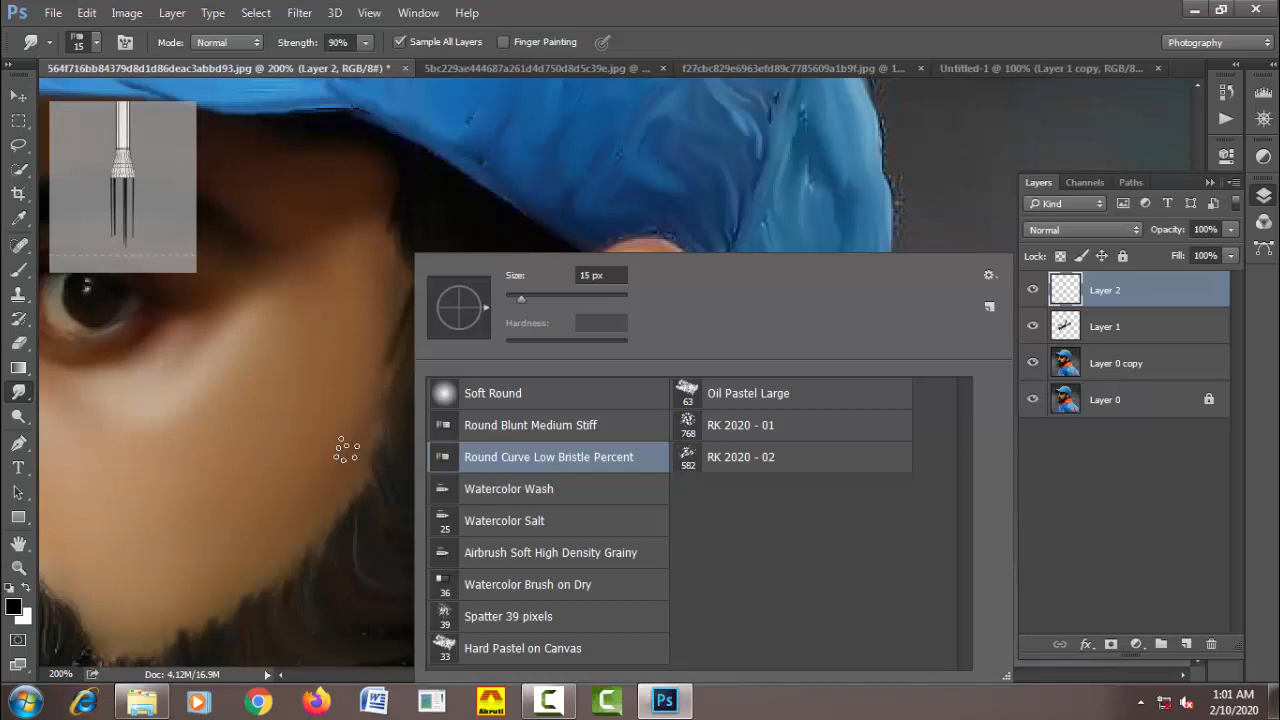 Ps File Edit Image Layer Type Select Filter 3D View Window Help
15 Mode: Normal Strength: 90% Sample All Layers Finger Painting Photography
564f716bb84379d8d1d86deac3abbd93.jpg @ 200% (Layer 2, RGB/8#) * × 5bc229ae444687a261d4d750d8d5c39e.jpg @ ... × f27cbc829e6963efd89c7785609a1b9f.jpg @ 1... × Untitled-1 @ 100% (Layer 1 copy, RGB/8... ×
Layers Channels Paths
Kind
Normal Opacity: 100%
Lock: Fill: 100%
Layer 2
Layer 1
Layer 0 copy
Layer 0
Size: 15 px
Hardness:
Soft Round
Round Blunt Medium Stiff
Round Curve Low Bristle Percent
Watercolor Wash
25 Watercolor Salt
Airbrush Soft High Density Grainy
36 Watercolor Brush on Dry
39 Spatter 39 pixels
33 Hard Pastel on Canvas
63 Oil Pastel Large
768 RK 2020 - 01
582 RK 2020 - 02
200% Doc: 4.12M/16.9M
Akruti Ps
1:01 AM
2/10/2020